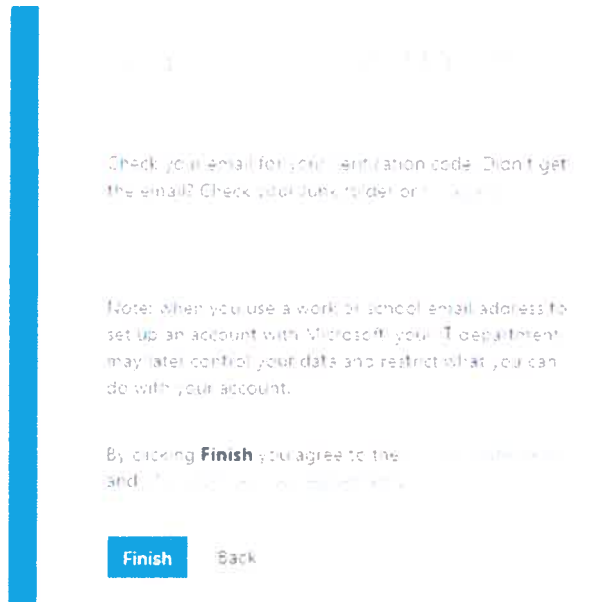 Check your email for your verification code. Didn't get
the email? Check your Junk folder or
Note: when you use a work or school email address to
set up an account with Microsoft your IT department
may later control your data and restrict what you can
do with your account.
By clicking Finish you agree to the
and
Finish Back